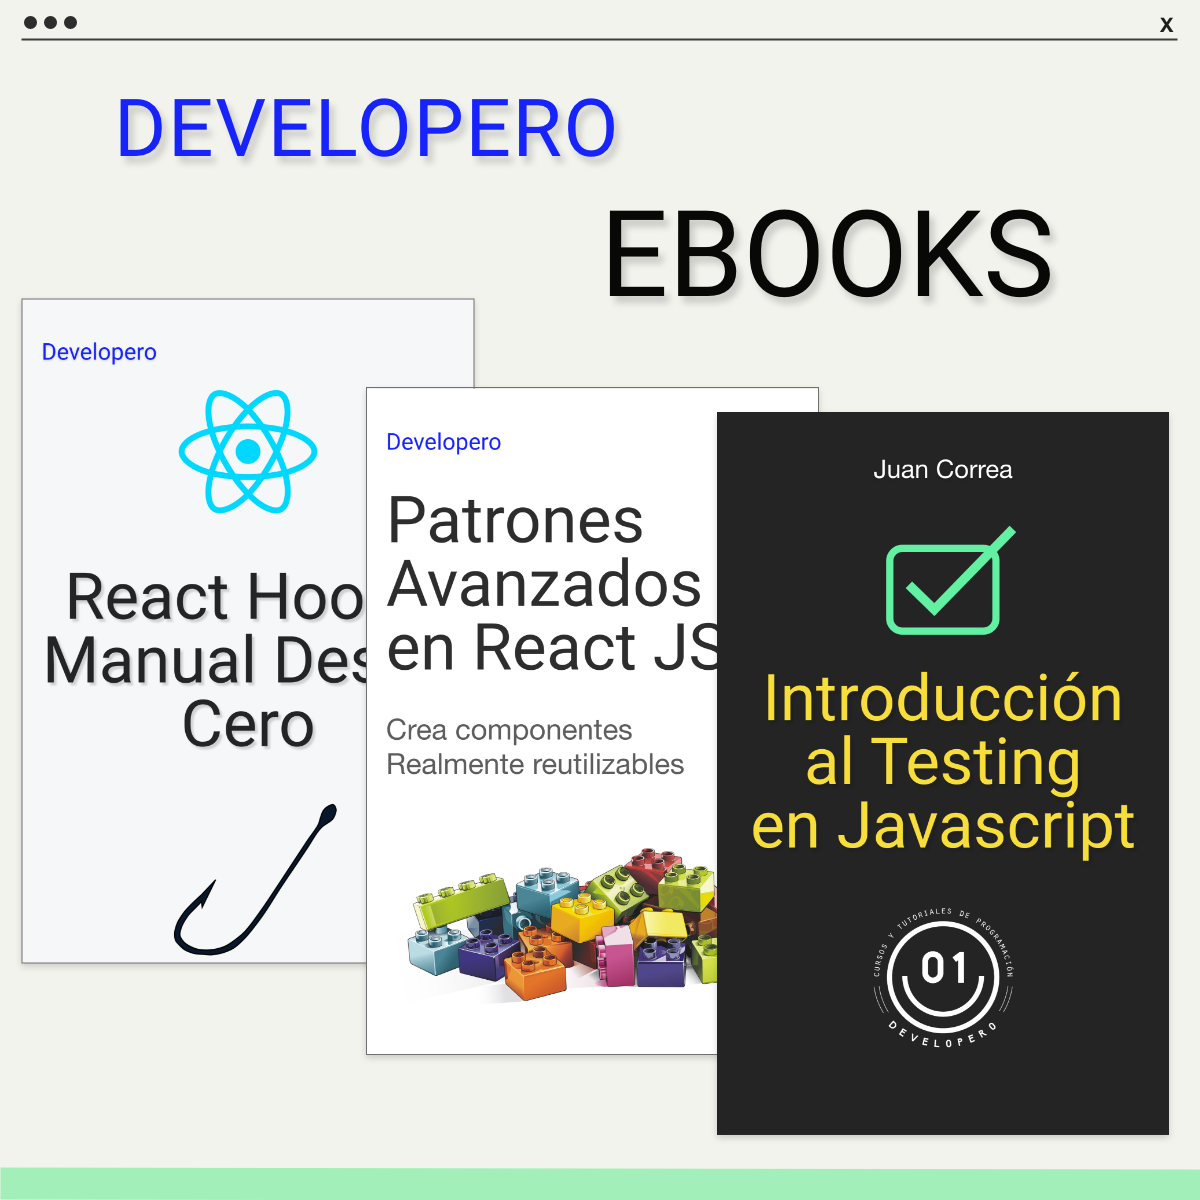 x
DEVELOPERO
EBOOKS
Developero
React Hoo
Manual Des
Cero
Developero
Patrones
Avanzados
en React JS
Crea componentes
Realmente reutilizables
Juan Correa
Introducción
al Testing
en Javascript
CURSOS Y TUTORIALES DE PROGRAMACIÓN
01
DEVELOPERO